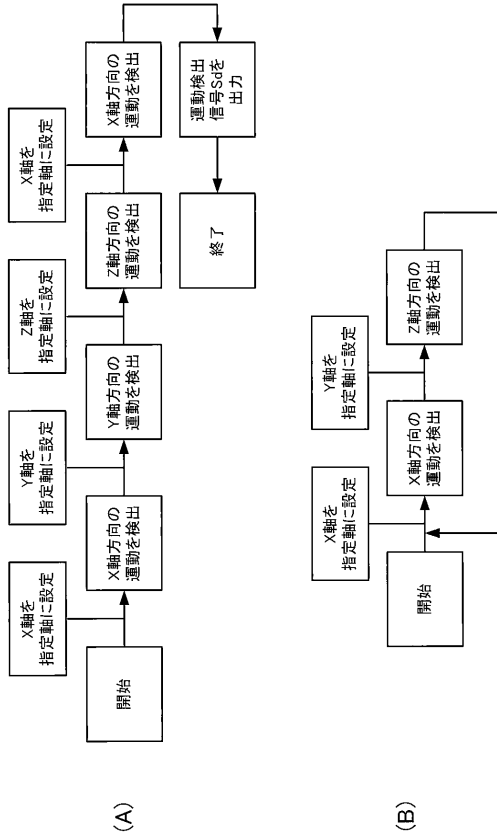 (A)
開始
X軸を
指定軸に設定
X軸方向の
運動を検出
Y軸を
指定軸に設定
Y軸方向の
運動を検出
Z軸を
指定軸に設定
Z軸方向の
運動を検出
X軸を
指定軸に設定
X軸方向の
運動を検出
運動検出
信号Sdを
出力
終了
(B)
開始
X軸を
指定軸に設定
X軸方向の
運動を検出
Y軸を
指定軸に設定
Z軸方向の
運動を検出